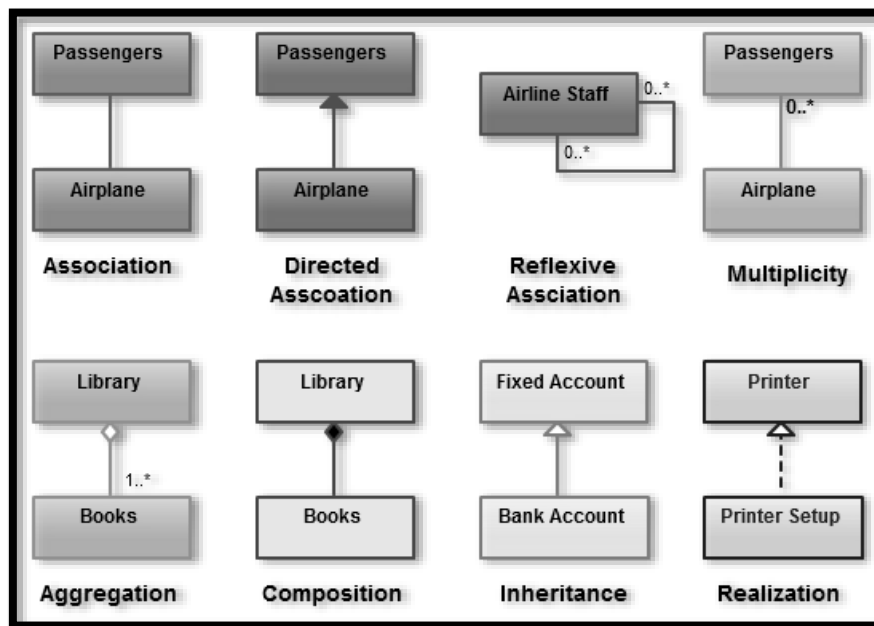 Passengers
Passengers
Airline Staff
0..*
0..*
Passengers
0..*
Airplane
Airplane
Airplane
Association
Directed
Asscoation
Reflexive
Assciation
Multiplicity
Library
1..*
Books
Library
Books
Fixed Account
Bank Account
Printer
Printer Setup
Aggregation
Composition
Inheritance
Realization